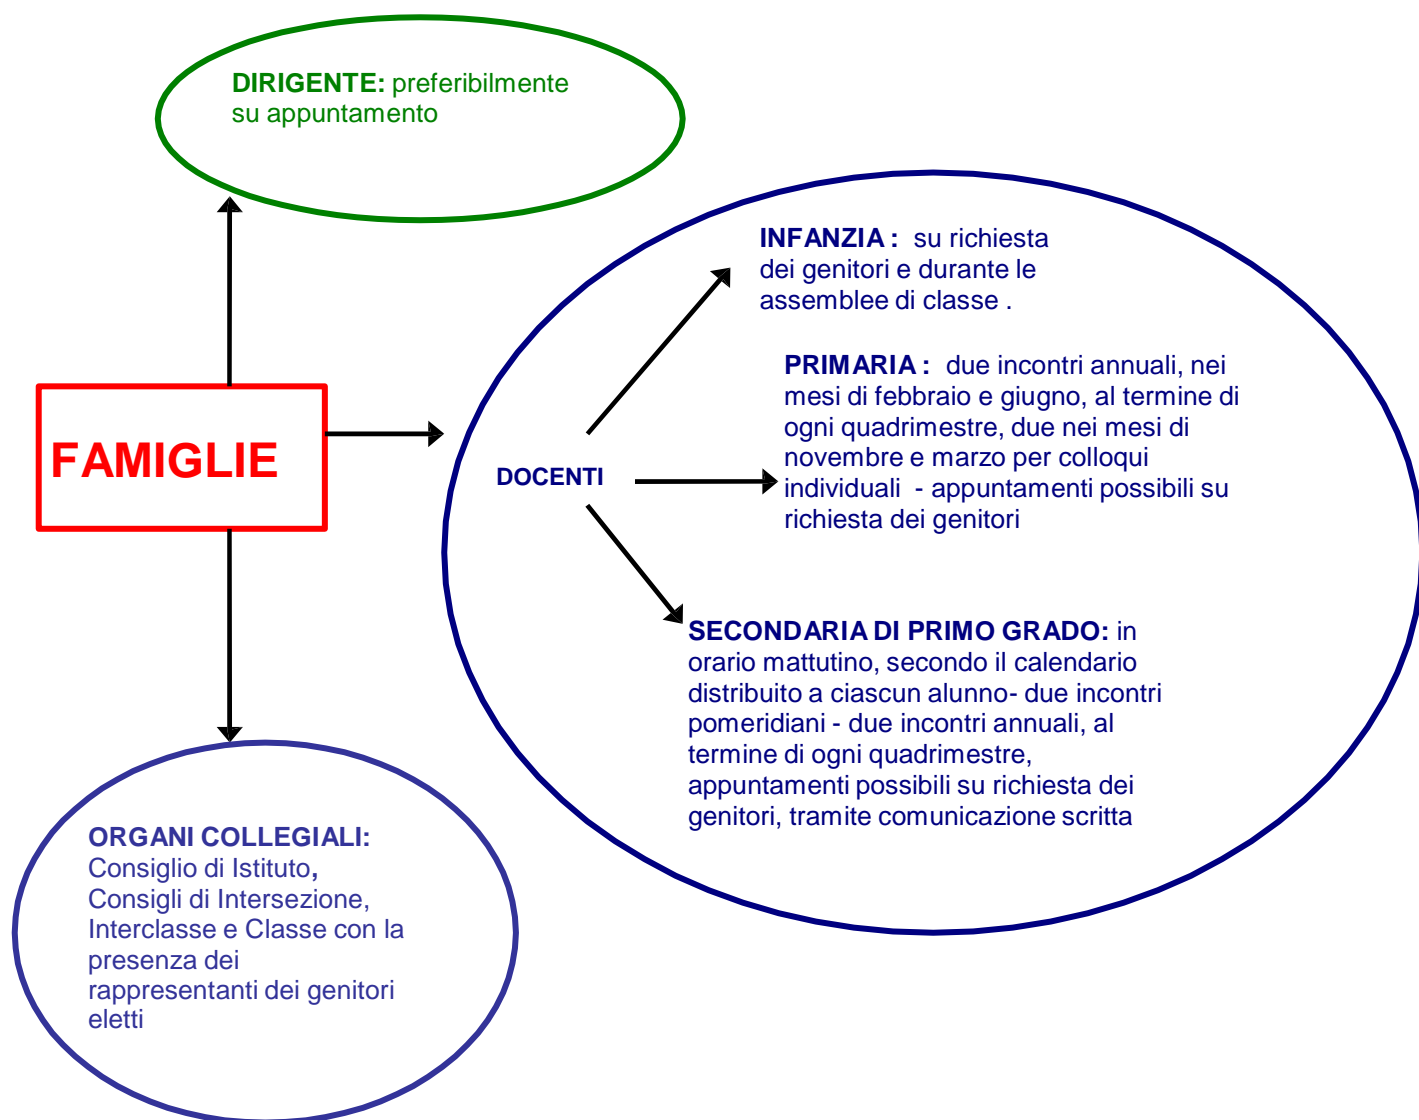 DIRIGENTE: preferibilmente
su appuntamento
INFANZIA : su richiesta
dei genitori e durante le
assemblee di classe .
PRIMARIA : due incontri annuali, nei
mesi di febbraio e giugno, al termine di
ogni quadrimestre, due nei mesi di
novembre e marzo per colloqui
individuali - appuntamenti possibili su
richiesta dei genitori
FAMIGLIE
DOCENTI
SECONDARIA DI PRIMO GRADO: in
orario mattutino, secondo il calendario
distribuito a ciascun alunno- due incontri
pomeridiani - due incontri annuali, al
termine di ogni quadrimestre,
appuntamenti possibili su richiesta dei
genitori, tramite comunicazione scritta
ORGANI COLLEGIALI:
Consiglio di Istituto,
Consigli di Intersezione,
Interclasse e Classe con la
presenza dei
rappresentanti dei genitori
eletti